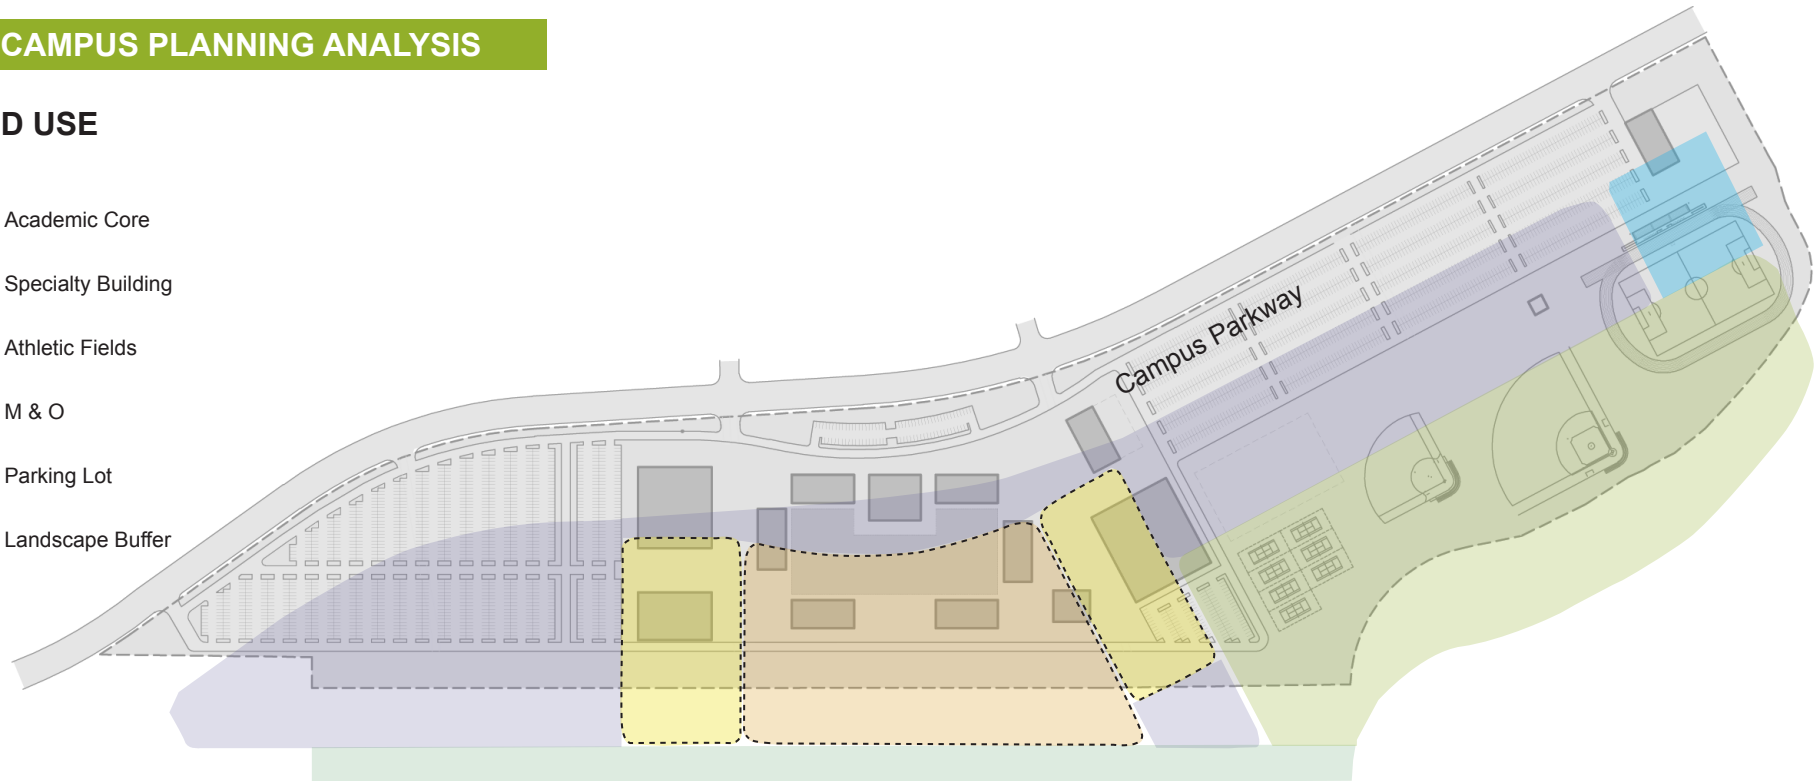 CAMPUS PLANNING ANALYSIS
D USE
Academic Core
Specialty Building
Athletic Fields
M & O
Parking Lot
Landscape Buffer
Campus Parkway